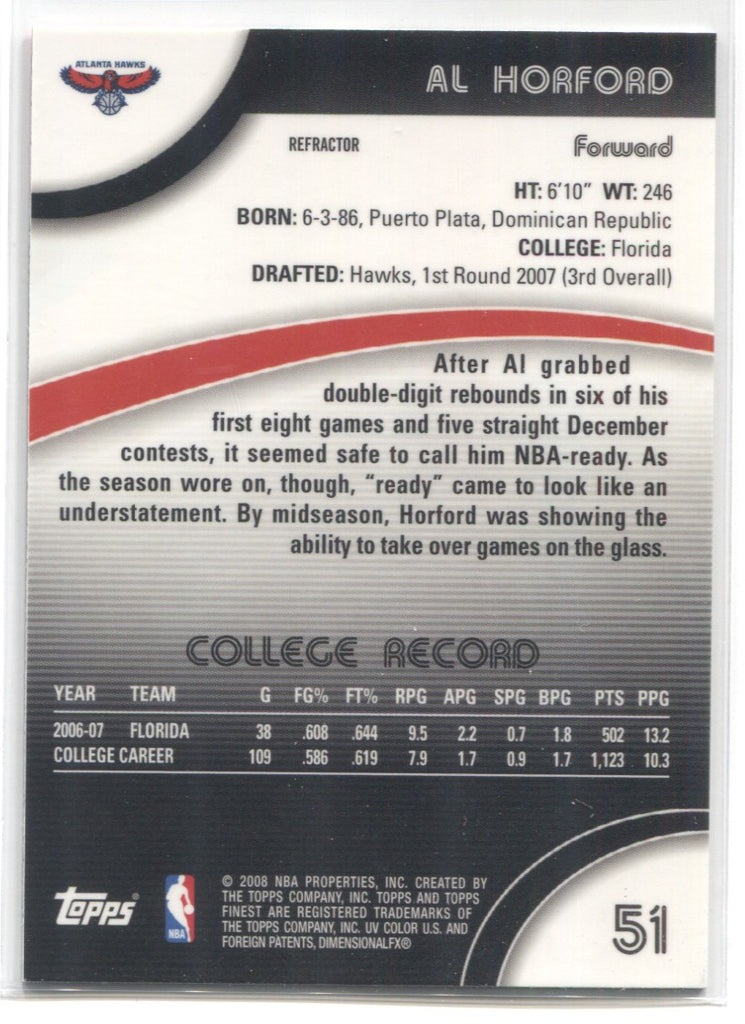 ATLANTA HAWKS
AL HORFORD
REFRACTOR
Forward
HT: 6'10" WT: 246
BORN: 6-3-86, Puerto Plata, Dominican Republic
COLLEGE: Florida
DRAFTED: Hawks, 1st Round 2007 (3rd Overall)
After Al grabbed
double-digit rebounds in six of his
first eight games and five straight December
contests, it seemed safe to call him NBA-ready. As
the season wore on, though, "ready" came to look like an
understatement. By midseason, Horford was showing the
ability to take over games on the glass.
COLLEGE RECORD
YEAR TEAM G FG% FT% RPG APG SPG BPG PTS PPG
2006-07 FLORIDA 38 .608 .644 9.5 2.2 0.7 1.8 502 13.2
COLLEGE CAREER 109 .586 .619 7.9 1.7 0.9 1.7 1,123 10.3
Topps®
NBA
© 2008 NBA PROPERTIES, INC. CREATED BY
THE TOPPS COMPANY, INC. TOPPS AND TOPPS
FINEST ARE REGISTERED TRADEMARKS OF
THE TOPPS COMPANY, INC. UV COLOR U.S. AND
FOREIGN PATENTS, DIMENSIONALFX®
51